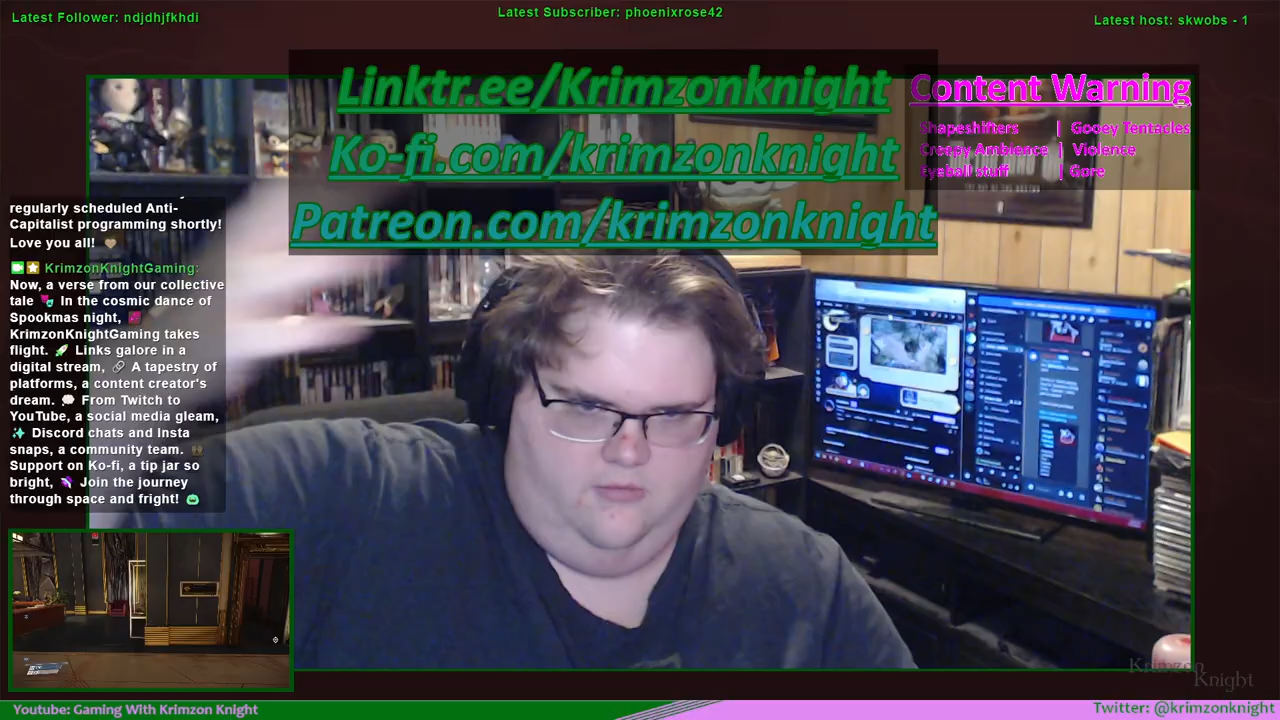 Latest Follower: ndjdhjfkhdi
Latest Subscriber: phoenixrose42
Latest host: skwobs - 1
Linktr.ee/Krimzonknight
Ko-fi.com/krimzonknight
Patreon.com/krimzonknight
Content Warning
Shapeshifters | Gooey Tentacles
Creepy Ambience | Violence
Eyeball stuff | Gore
regularly scheduled Anti-
Capitalist programming shortly!
Love you all!
KrimzonKnightGaming:
Now, a verse from our collective
tale In the cosmic dance of
Spookmas night,
KrimzonKnightGaming takes
flight. Links galore in a
digital stream, A tapestry of
platforms, a content creator's
dream. From Twitch to
YouTube, a social media gleam,
Discord chats and Insta
snaps, a community team.
Support on Ko-fi, a tip jar so
bright, Join the journey
through space and fright!
Krimzon
Knight
Youtube: Gaming With Krimzon Knight
Twitter: @krimzonknight